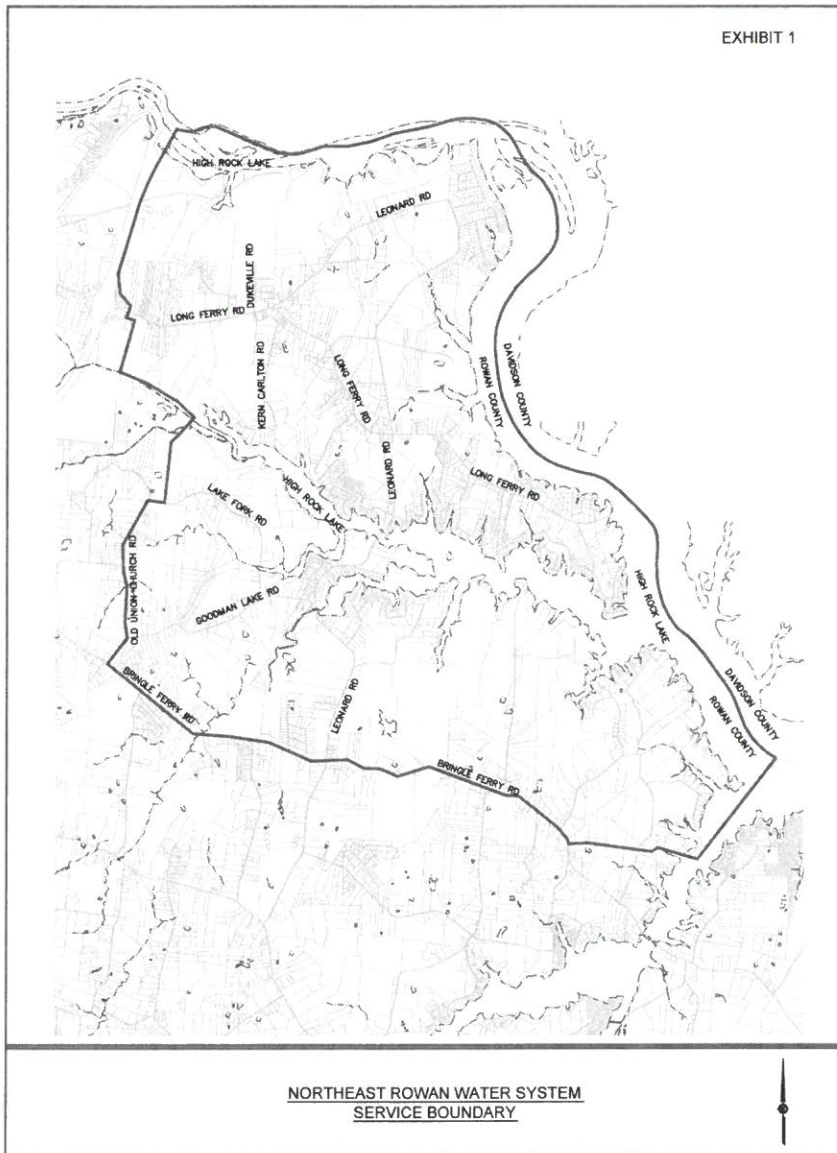 EXHIBIT 1
HIGH ROCK LAKE
LEONARD RD
DUKEVILLE RD
LONG FERRY RD
KERN CARLTON RD
LONG FERRY RD
DAVIDSON COUNTY
ROWAN COUNTY
LEONARD RD
LONG FERRY RD
HIGH ROCK LAKE
LAKE FORK RD
OLD UNION CHURCH RD
GOODMAN LAKE RD
HIGH ROCK LAKE
BRINGLE FERRY RD
LEONARD RD
DAVIDSON COUNTY
ROWAN COUNTY
BRINGLE FERRY RD
NORTHEAST ROWAN WATER SYSTEM
SERVICE BOUNDARY